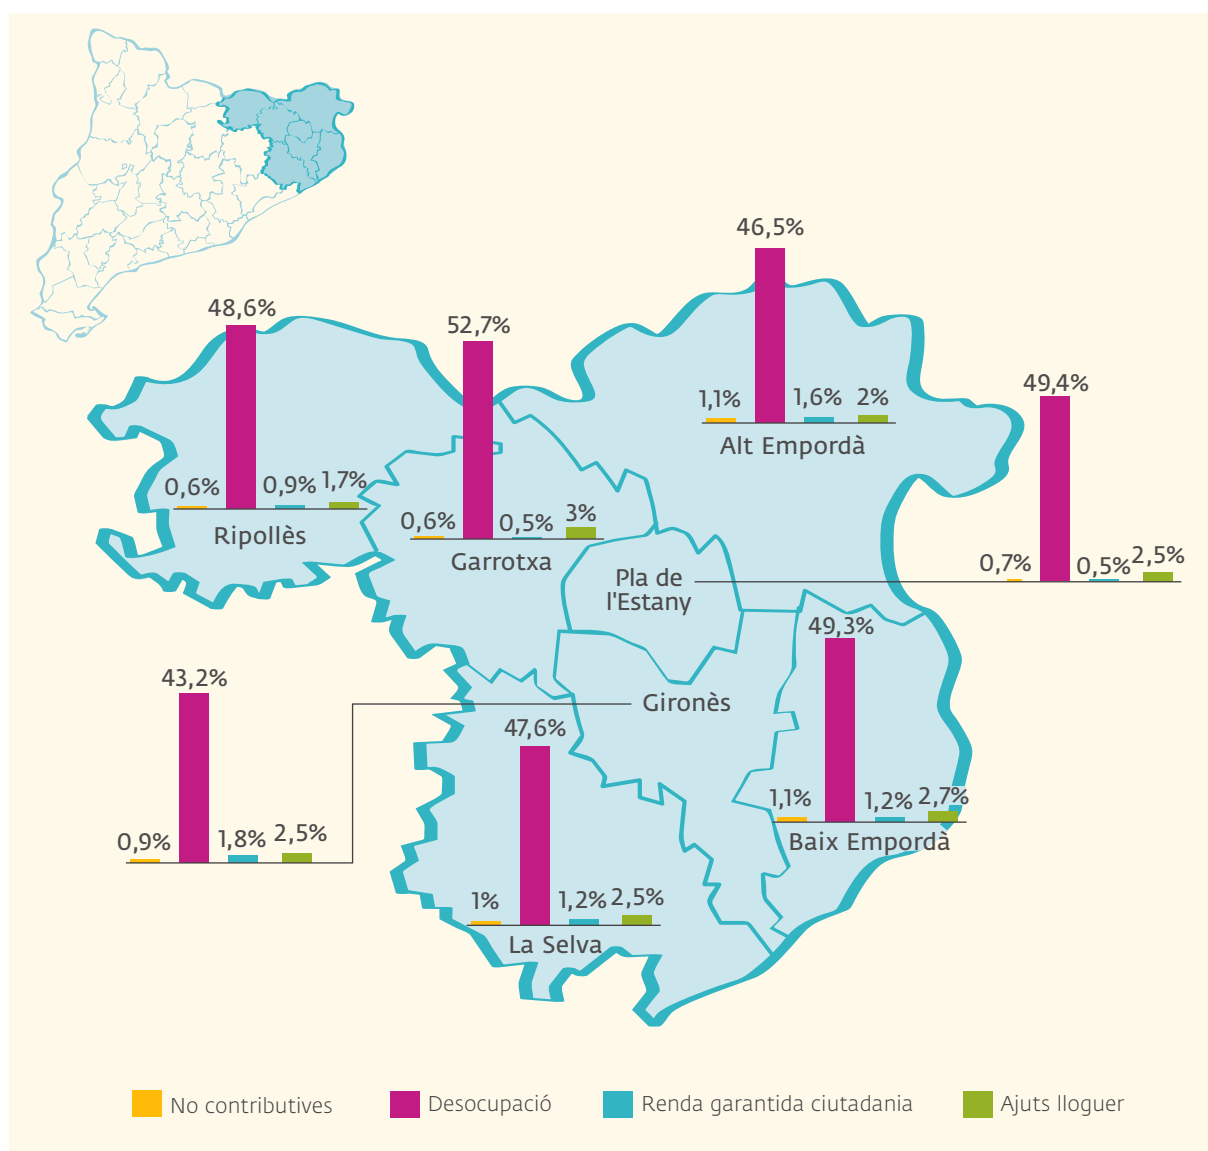 46,5%
1,1%
1,6%
2%
Alt Empordà
48,6%
0,6%
0,9%
1,7%
Ripollès
52,7%
0,6%
0,5%
3%
Garrotxa
49,4%
0,7%
0,5%
2,5%
Pla de
l'Estany
49,3%
1,1%
1,2%
2,7%
Baix Empordà
43,2%
0,9%
1,8%
2,5%
Gironès
47,6%
1%
1,2%
2,5%
La Selva
No contributives
Desocupació
Renda garantida ciutadania
Ajuts lloguer